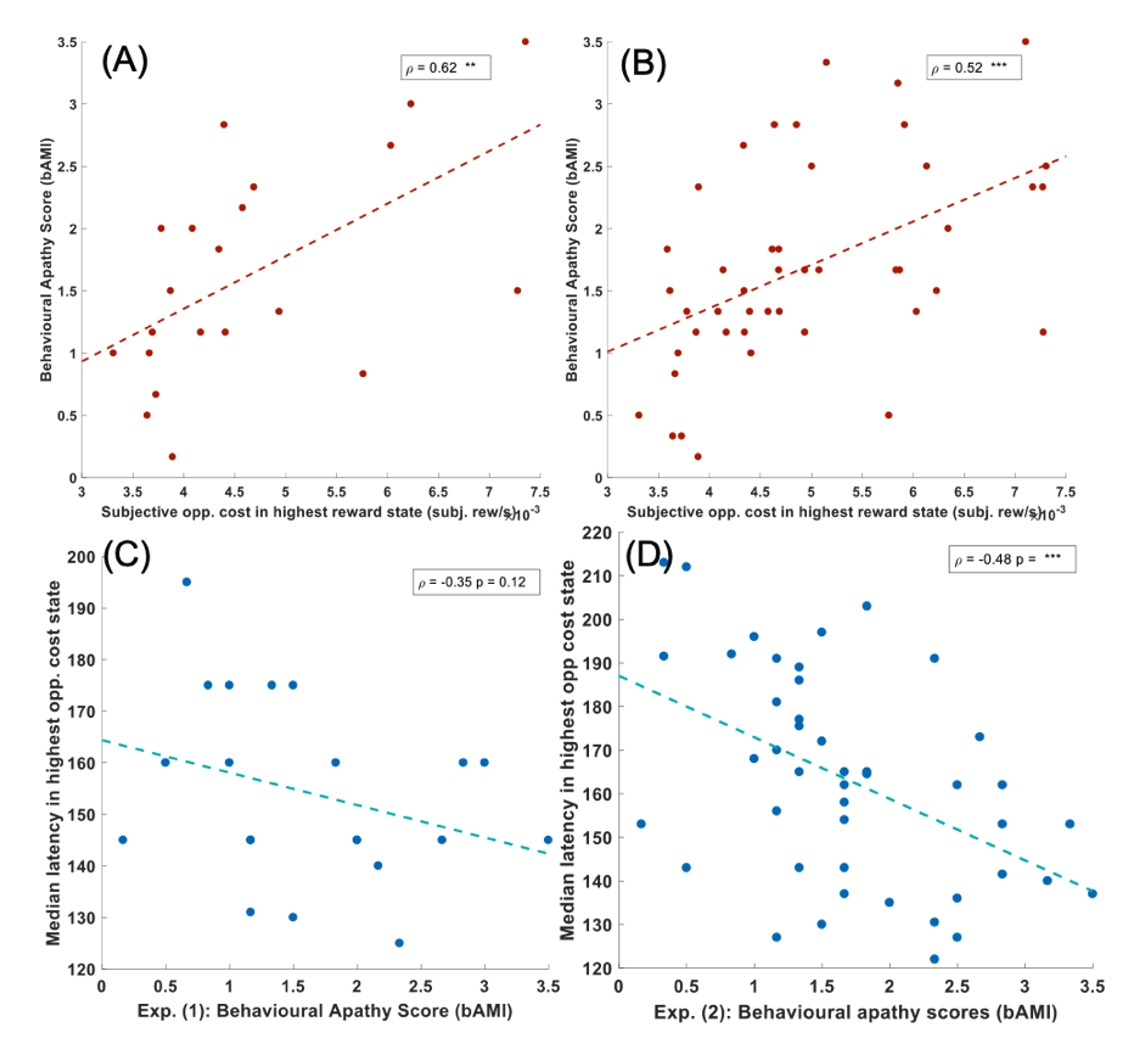 (A)
ρ = 0.62 **
3.5
3
2.5
2
1.5
1
0.5
0
Behavioural Apathy Score (bAMI)
3 3.5 4 4.5 5 5.5 6 6.5 7 7.5
Subjective opp. cost in highest reward state (subj. rew/s) ×10⁻³
(B)
ρ = 0.52 ***
3.5
3
2.5
2
1.5
1
0.5
0
Behavioural Apathy Score (bAMI)
3 3.5 4 4.5 5 5.5 6 6.5 7 7.5
Subjective opp. cost in highest reward state (subj. rew/s) ×10⁻³
(C)
ρ = -0.35 p = 0.12
200
190
180
170
160
150
140
130
120
Median latency in highest opp. cost state
0 0.5 1 1.5 2 2.5 3 3.5
Exp. (1): Behavioural Apathy Score (bAMI)
(D)
ρ = -0.48 p = ***
220
210
200
190
180
170
160
150
140
130
120
Median latency in highest opp cost state
0 0.5 1 1.5 2 2.5 3 3.5
Exp. (2): Behavioural apathy scores (bAMI)